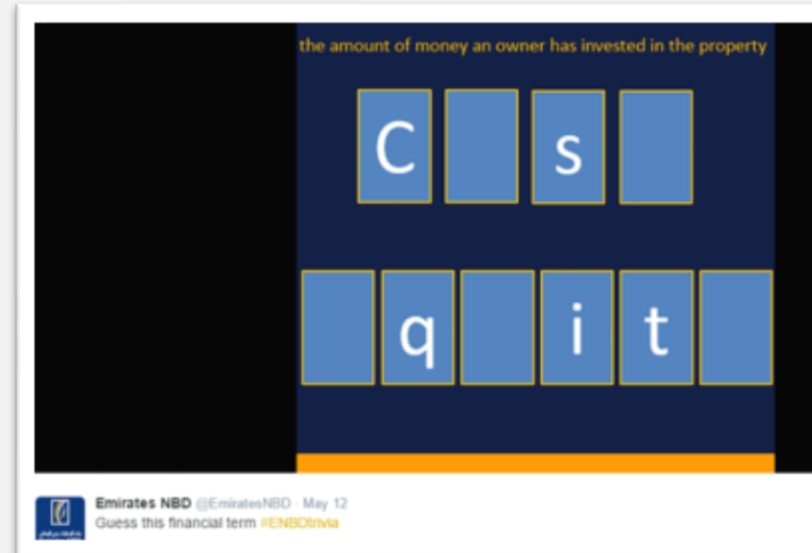 the amount of money an owner has invested in the property
C s
q i t
Emirates NBD @EmiratesNBD · May 12
Guess this financial term #ENBDtrivia